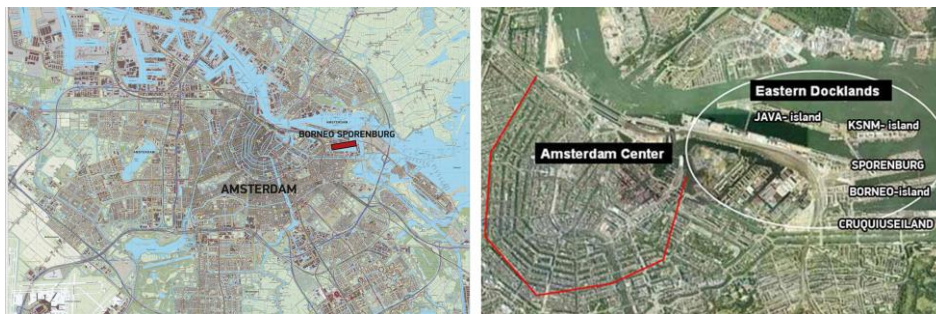 BORNEO SPORENBURG
AMSTERDAM
Eastern Docklands
JAVA- island
KSNM- island
Amsterdam Center
SPORENBURG
BORNEO-island
CRUQUIUSEILAND